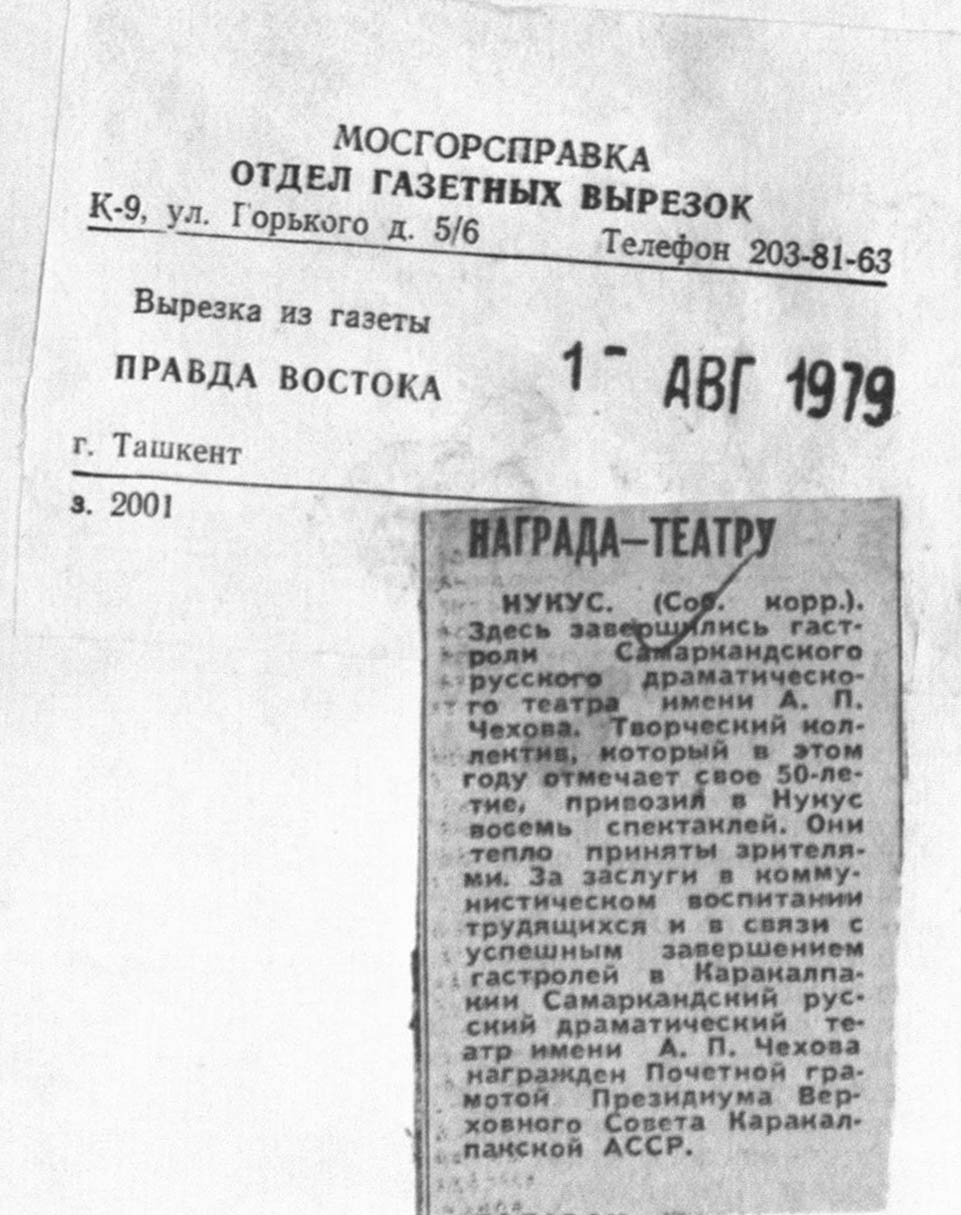 МОСГОРСПРАВКА
ОТДЕЛ ГАЗЕТНЫХ ВЫРЕЗОК
К-9, ул. Горького д. 5/6 Телефон 203-81-63
Вырезка из газеты
ПРАВДА ВОСТОКА
1 - АВГ 1979
г. Ташкент
з. 2001
НАГРАДА—ТЕАТРУ
НУКУС. (Соб. корр.).
Здесь завершились гаст-
роли Самаркандского
русского драматическо-
го театра имени А. П.
Чехова. Творческий кол-
лектив, который в этом
году отмечает свое 50-ле-
тие, привозил в Нукус
восемь спектаклей. Они
тепло приняты зрителя-
ми. За заслуги в комму-
нистическом воспитании
трудящихся и в связи с
успешным завершением
гастролей в Каракалпа-
кии Самаркандский рус-
ский драматический те-
атр имени А. П. Чехова
награжден Почетной гра-
мотой Президиума Вер-
ховного Совета Каракал-
пакской АССР.